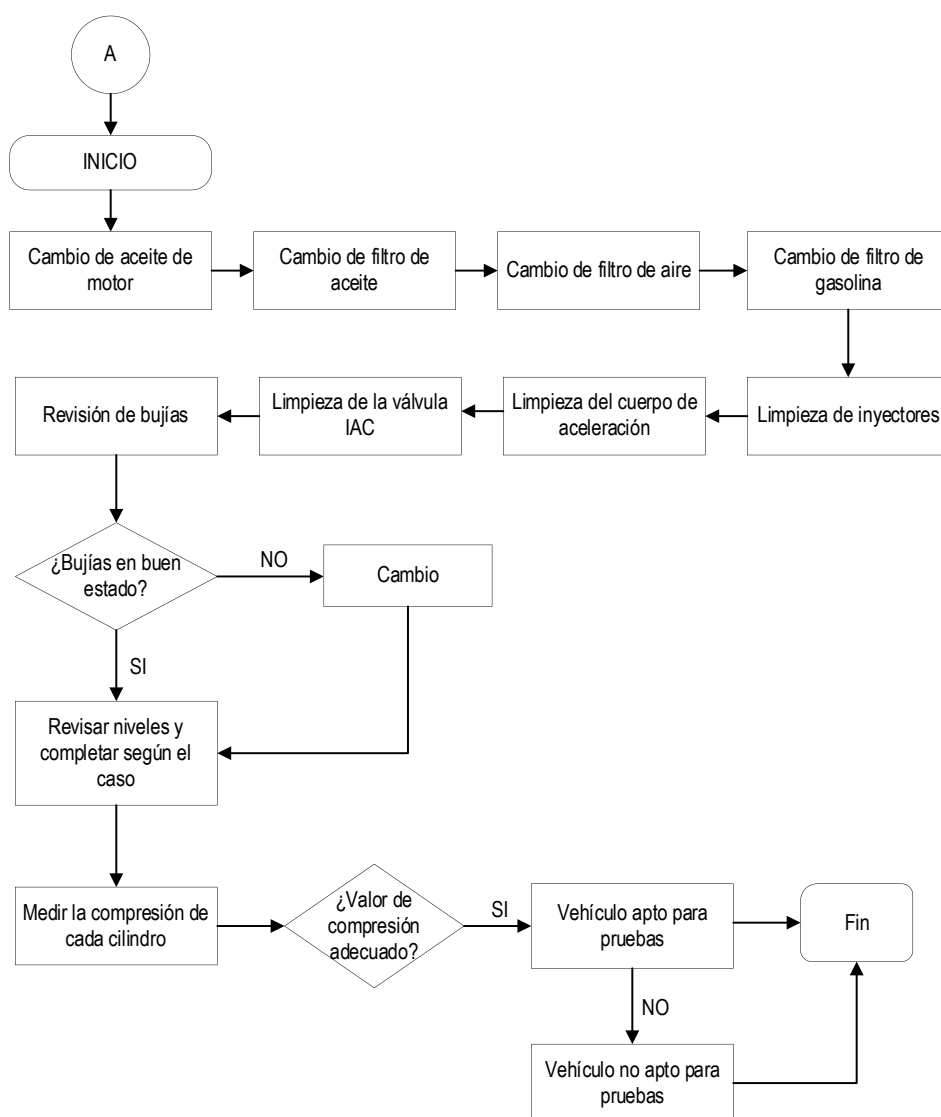 A
INICIO
Cambio de aceite de
motor
Cambio de filtro de
aceite
Cambio de filtro de aire
Cambio de filtro de
gasolina
Limpieza de inyectores
Limpieza del cuerpo de
aceleración
Limpieza de la válvula
IAC
Revisión de bujías
¿Bujías en buen
estado?
NO
Cambio
SI
Revisar niveles y
completar según el
caso
Medir la compresión de
cada cilindro
¿Valor de
compresión
adecuado?
SI
Vehículo apto para
pruebas
Fin
NO
Vehículo no apto para
pruebas